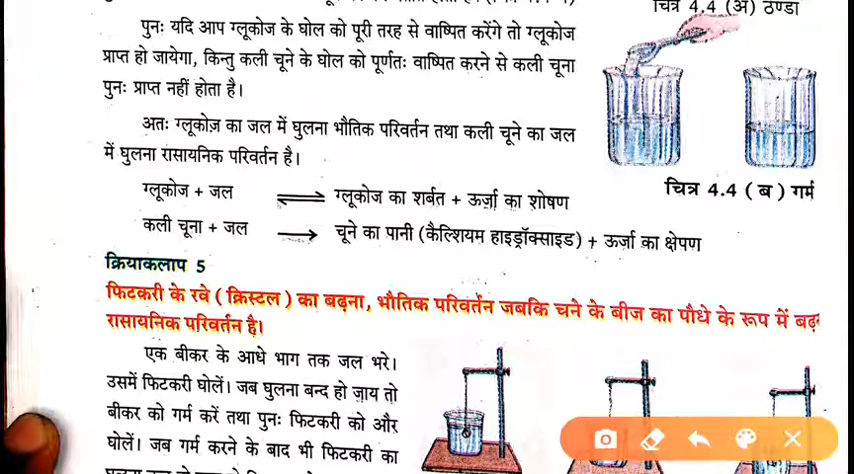 चित्र 4.4 (अ) ठण्डा
पुनः यदि आप ग्लूकोज के घोल को पूरी तरह से वाष्पित करेंगे तो ग्लूकोज
प्राप्त हो जायेगा, किन्तु कली चूने के घोल को पूर्णतः वाष्पित करने से कली चूना
पुनः प्राप्त नहीं होता है।
अतः ग्लूकोज़ का जल में घुलना भौतिक परिवर्तन तथा कली चूने का जल
में घुलना रासायनिक परिवर्तन है।
चित्र 4.4 ( ब ) गर्म
ग्लूकोज + जल ⇌ ग्लूकोज का शर्बत + ऊर्जा का शोषण
कली चूना + जल → चूने का पानी (कैल्शियम हाइड्रॉक्साइड) + ऊर्जा का क्षेपण
क्रियाकलाप 5
फिटकरी के रवे ( क्रिस्टल ) का बढ़ना, भौतिक परिवर्तन जबकि चने के बीज का पौधे के रूप में
रासायनिक परिवर्तन है।
एक बीकर के आधे भाग तक जल भरे।
उसमें फिटकरी घोलें। जब घुलना बन्द हो जाय तो
बीकर को गर्म करें तथा पुनः फिटकरी को और
घोलें। जब गर्म करने के बाद भी फिटकरी का